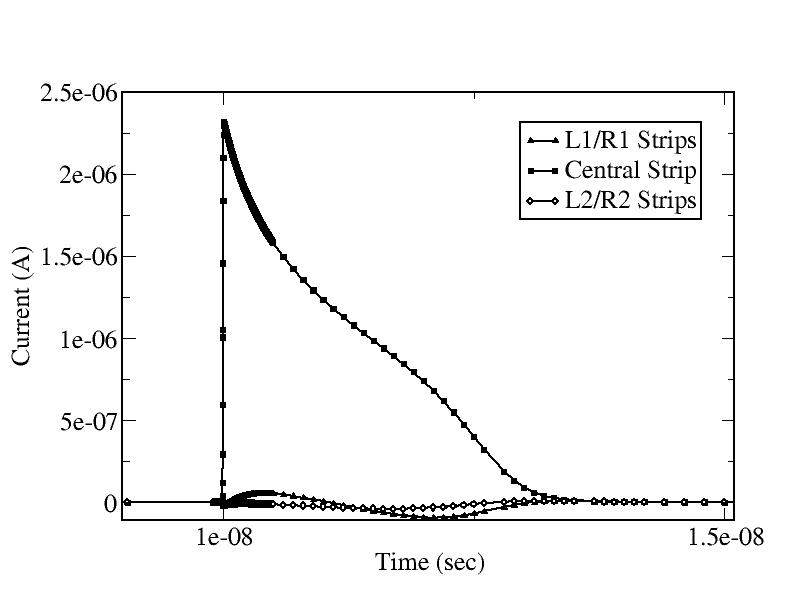 2.5e-06
2e-06
1.5e-06
1e-06
5e-07
0
Current (A)
L1/R1 Strips
Central Strip
L2/R2 Strips
1e-08
1.5e-08
Time (sec)